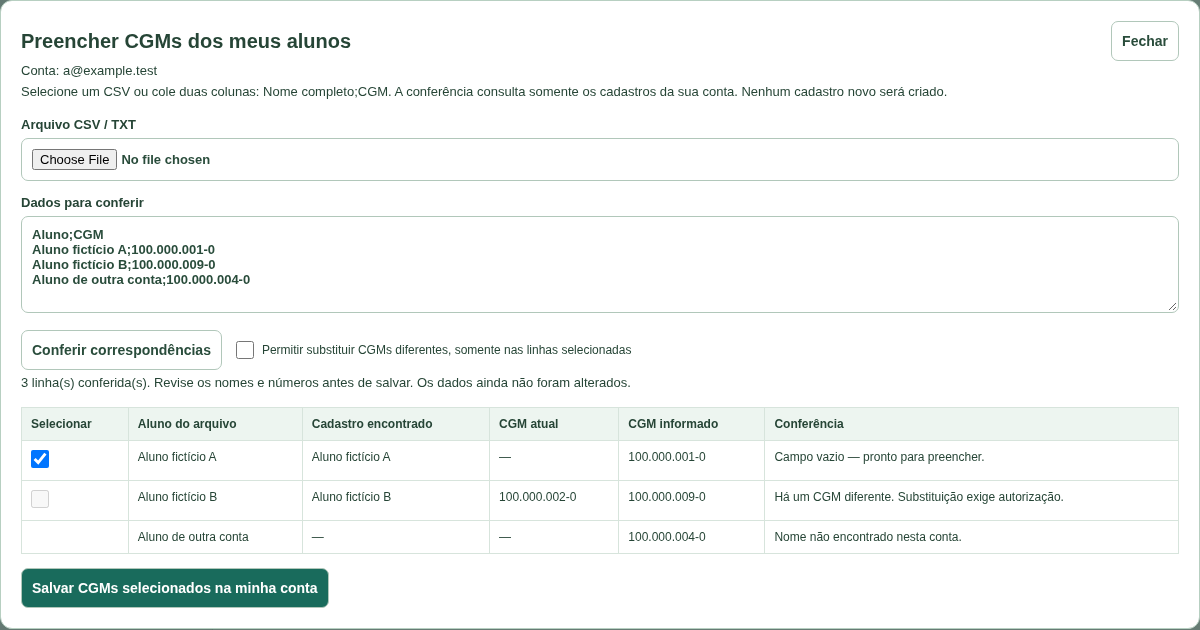 Preencher CGMs dos meus alunos
Fechar
Conta: a@example.test
Selecione um CSV ou cole duas colunas: Nome completo;CGM. A conferência consulta somente os cadastros da sua conta. Nenhum cadastro novo será criado.
Arquivo CSV / TXT
Choose File No file chosen
Dados para conferir
Aluno;CGM
Aluno fictício A;100.000.001-0
Aluno fictício B;100.000.009-0
Aluno de outra conta;100.000.004-0
Conferir correspondências
Permitir substituir CGMs diferentes, somente nas linhas selecionadas
3 linha(s) conferida(s). Revise os nomes e números antes de salvar. Os dados ainda não foram alterados.
Selecionar Aluno do arquivo Cadastro encontrado CGM atual CGM informado Conferência
Aluno fictício A Aluno fictício A — 100.000.001-0 Campo vazio — pronto para preencher.
Aluno fictício B Aluno fictício B 100.000.002-0 100.000.009-0 Há um CGM diferente. Substituição exige autorização.
Aluno de outra conta — — 100.000.004-0 Nome não encontrado nesta conta.
Salvar CGMs selecionados na minha conta